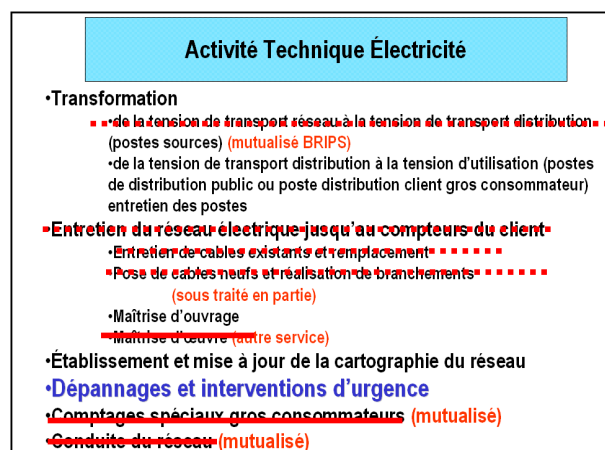 Activité Technique Électricité
•Transformation
•de la tension de transport réseau à la tension de transport distribution
(postes sources) (mutualisé BRIPS)
•de la tension de transport distribution à la tension d'utilisation (postes
de distribution public ou poste distribution client gros consommateur)
entretien des postes
•Entretien du réseau électrique jusqu'au compteurs du client
•Entretien de cables existants et remplacement
•Pose de cables neufs et réalisation de branchements
(sous traité en partie)
•Maîtrise d'ouvrage
•Maîtrise d'œuvre (autre service)
•Établissement et mise à jour de la cartographie du réseau
•Dépannages et interventions d'urgence
•Comptages spéciaux gros consommateurs (mutualisé)
•Conduite du réseau (mutualisé)